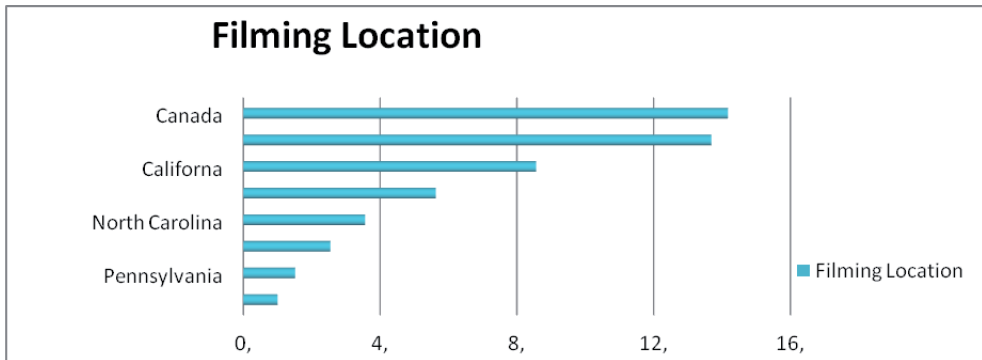 Filming Location
Canada
Californa
North Carolina
Pennsylvania
Filming Location
0, 4, 8, 12, 16,